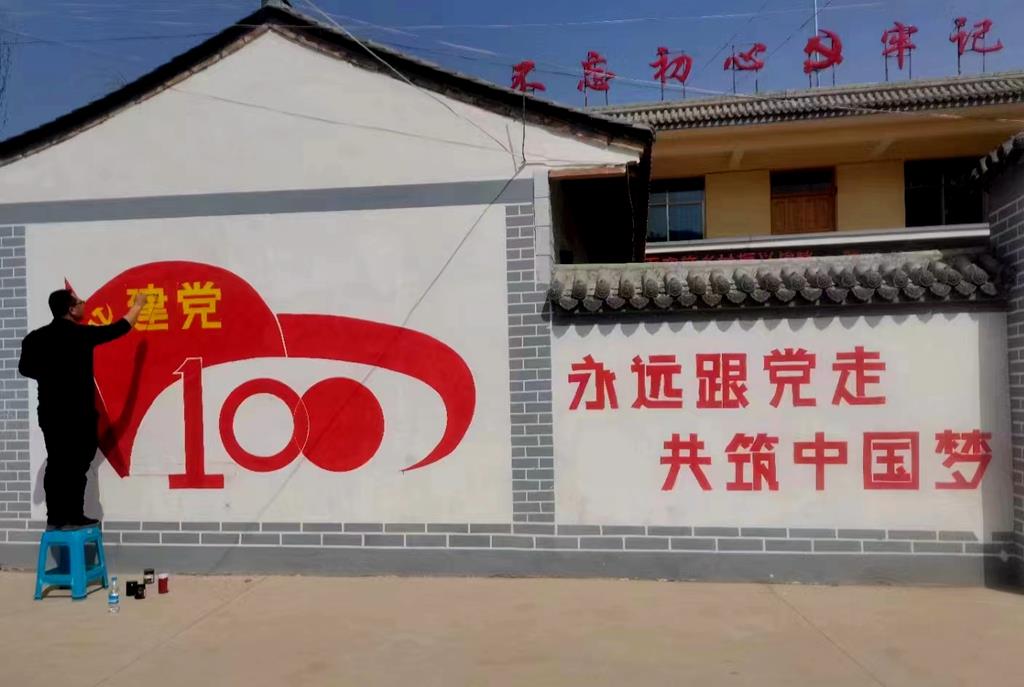 不忘初心 牢记
建党
100
永远跟党走
共筑中国梦